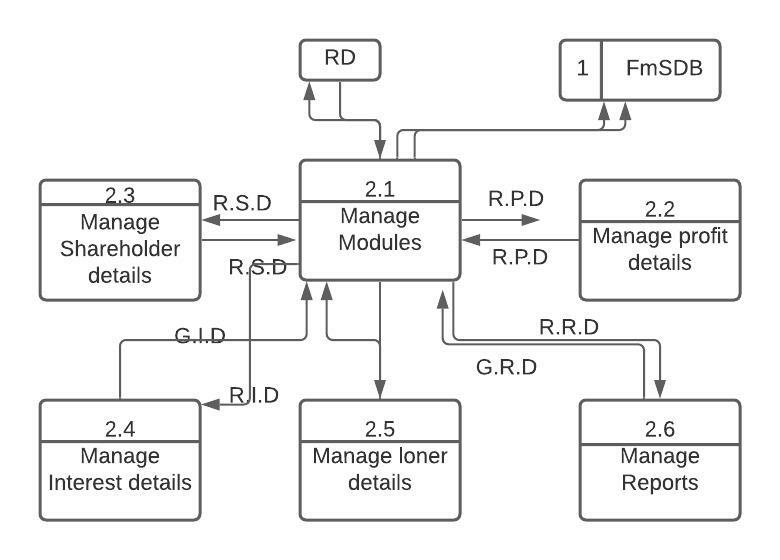 RD
1 FmSDB
2.1
Manage
Modules
2.3
Manage
Shareholder
details
R.S.D
R.S.D
R.P.D
R.P.D
2.2
Manage profit
details
G.I.D
R.I.D
R.R.D
G.R.D
2.4
Manage
Interest details
2.5
Manage loner
details
2.6
Manage
Reports